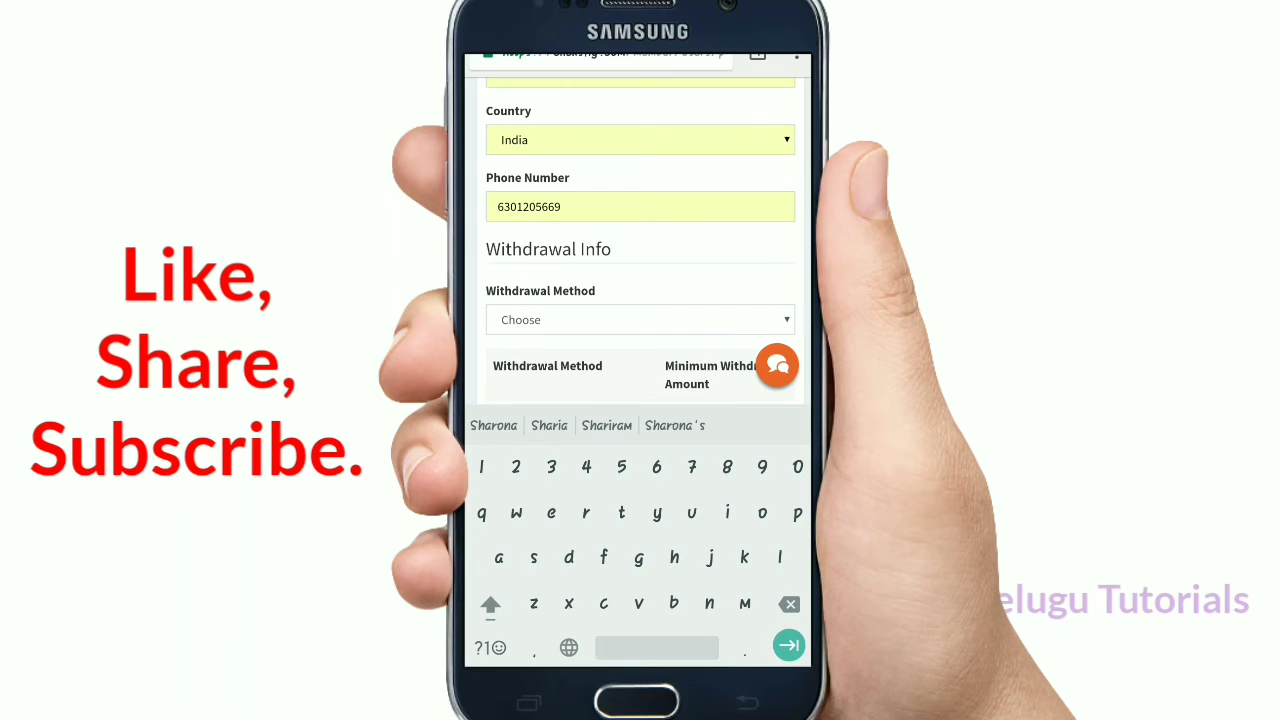 SAMSUNG
Country
India
Phone Number
6301205669
Withdrawal Info
Withdrawal Method
Choose
Withdrawal Method
Minimum Withdr
Amount
Like,
Share,
Subscribe.
Sharona Sharia Shariram Sharona's
1 2 3 4 5 6 7 8 9 0
q w e r t y u i o p
a s d f g h j k l
z x c v b n m
?1☺ , .
elugu Tutorials